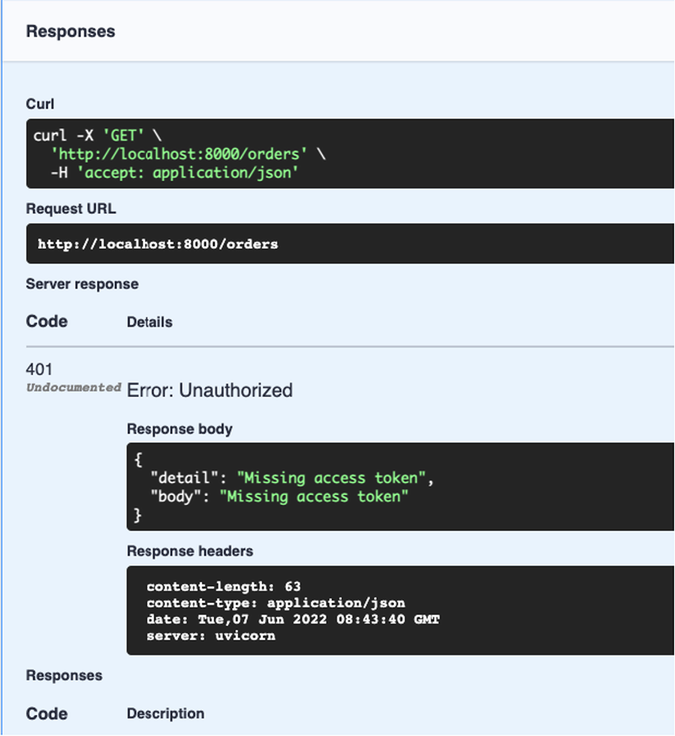 Responses
Curl
curl -X 'GET' \
'http://localhost:8000/orders' \
-H 'accept: application/json'
Request URL
http://localhost:8000/orders
Server response
Code Details
401
Undocumented Error: Unauthorized
Response body
{
"detail": "Missing access token",
"body": "Missing access token"
}
Response headers
content-length: 63
content-type: application/json
date: Tue,07 Jun 2022 08:43:40 GMT
server: uvicorn
Responses
Code Description